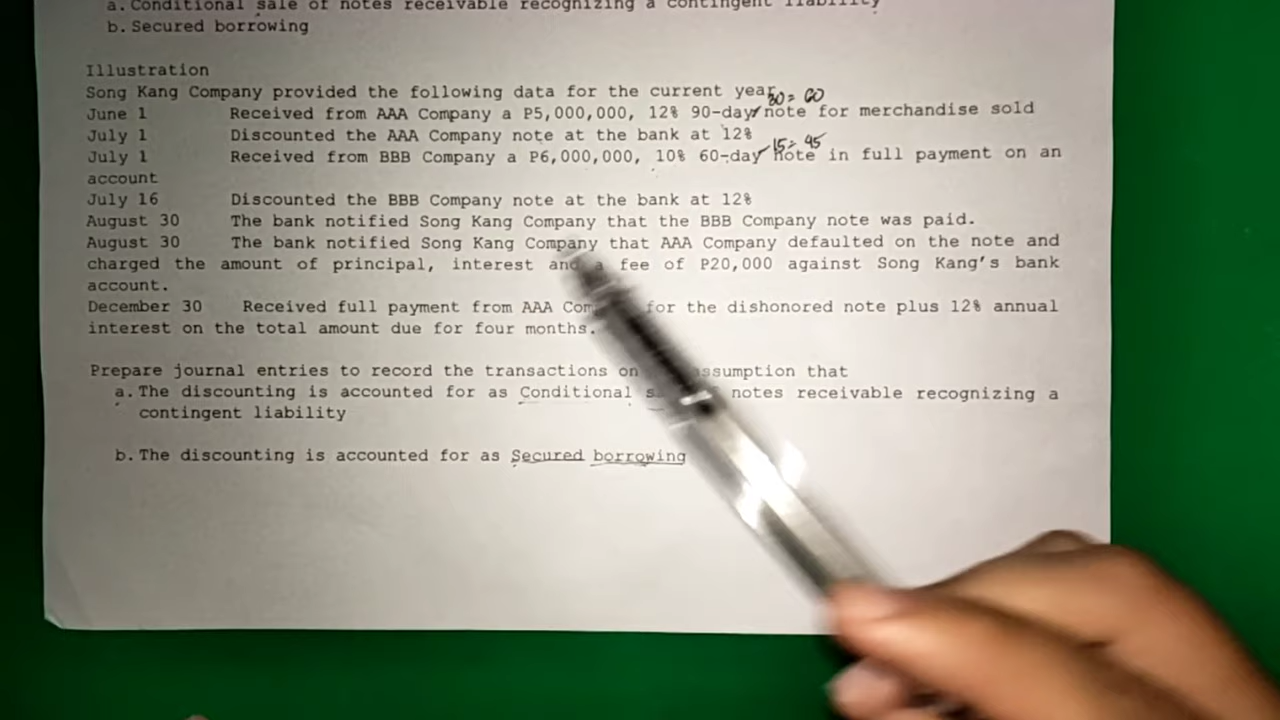 a. Conditional sale of notes receivable recognizing a contingent liability
b. Secured borrowing
Illustration
Song Kang Company provided the following data for the current year
30 = 60
June 1 Received from AAA Company a P5,000,000, 12% 90-day note for merchandise sold
July 1 Discounted the AAA Company note at the bank at 12%
15 = 45
July 1 Received from BBB Company a P6,000,000, 10% 60-day note in full payment on an
account
July 16 Discounted the BBB Company note at the bank at 12%
August 30 The bank notified Song Kang Company that the BBB Company note was paid.
August 30 The bank notified Song Kang Company that AAA Company defaulted on the note and
charged the amount of principal, interest and a fee of P20,000 against Song Kang's bank
account.
December 30 Received full payment from AAA for the dishonored note plus 12% annual
interest on the total amount due for four months.
Prepare journal entries to record the transactions on assumption that
a. The discounting is accounted for as Conditional notes receivable recognizing a
contingent liability
b. The discounting is accounted for as Secured borrowing